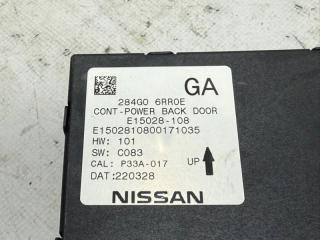 GA
284G0 6RR0E
CONT-POWER BACK DOOR
E15028-108
E1502810800171035
HW: 101
SW: C083
CAL: P33A-017 UP
DAT:220328
NISSAN